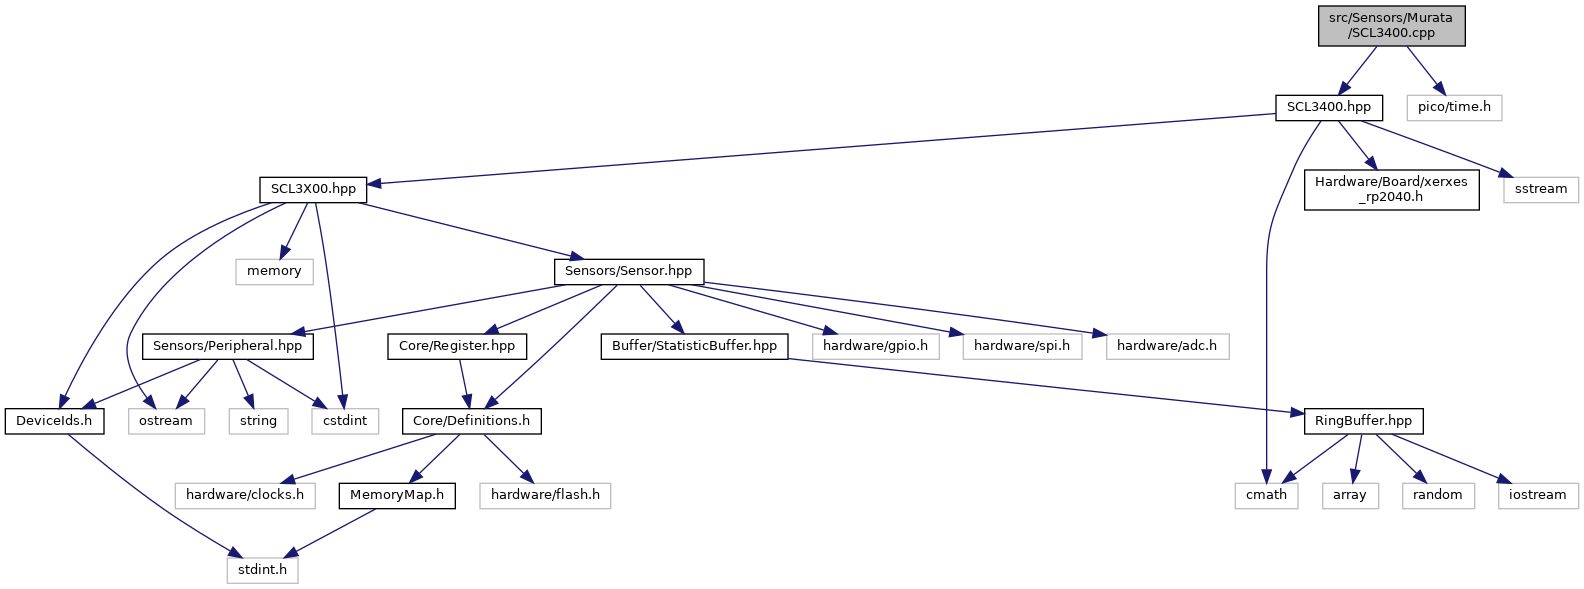 src/Sensors/Murata
/SCL3400.cpp
SCL3400.hpp
pico/time.h
SCL3X00.hpp
Hardware/Board/xerxes
_rp2040.h
sstream
memory
Sensors/Sensor.hpp
Sensors/Peripheral.hpp
Core/Register.hpp
Buffer/StatisticBuffer.hpp
hardware/gpio.h
hardware/spi.h
hardware/adc.h
DeviceIds.h
ostream
string
cstdint
Core/Definitions.h
RingBuffer.hpp
hardware/clocks.h
MemoryMap.h
hardware/flash.h
cmath
array
random
iostream
stdint.h